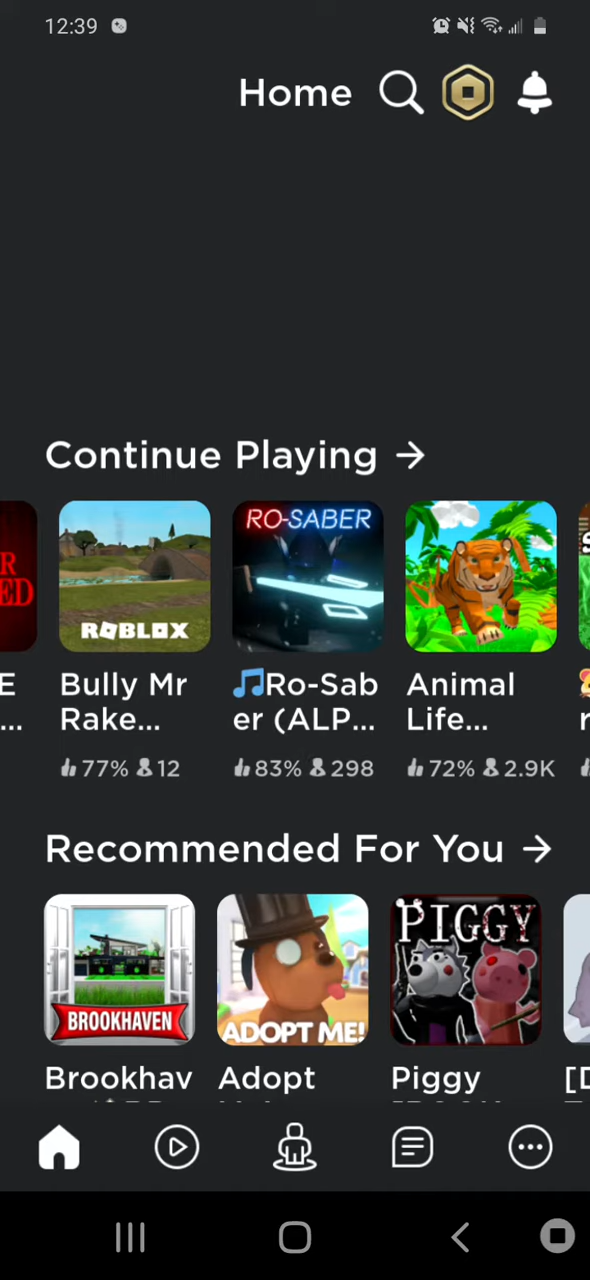 12:39
Home
Continue Playing →
R
ED
ROBLOX
RO-SABER
S
E
...
Bully Mr
Rake...
🎵Ro-Sab
er (ALP...
Animal
Life...
r
77% 12
83% 298
72% 2.9K
Recommended For You →
BROOKHAVEN
ADOPT ME!
PIGGY
Brookhav
Adopt
Piggy
[D